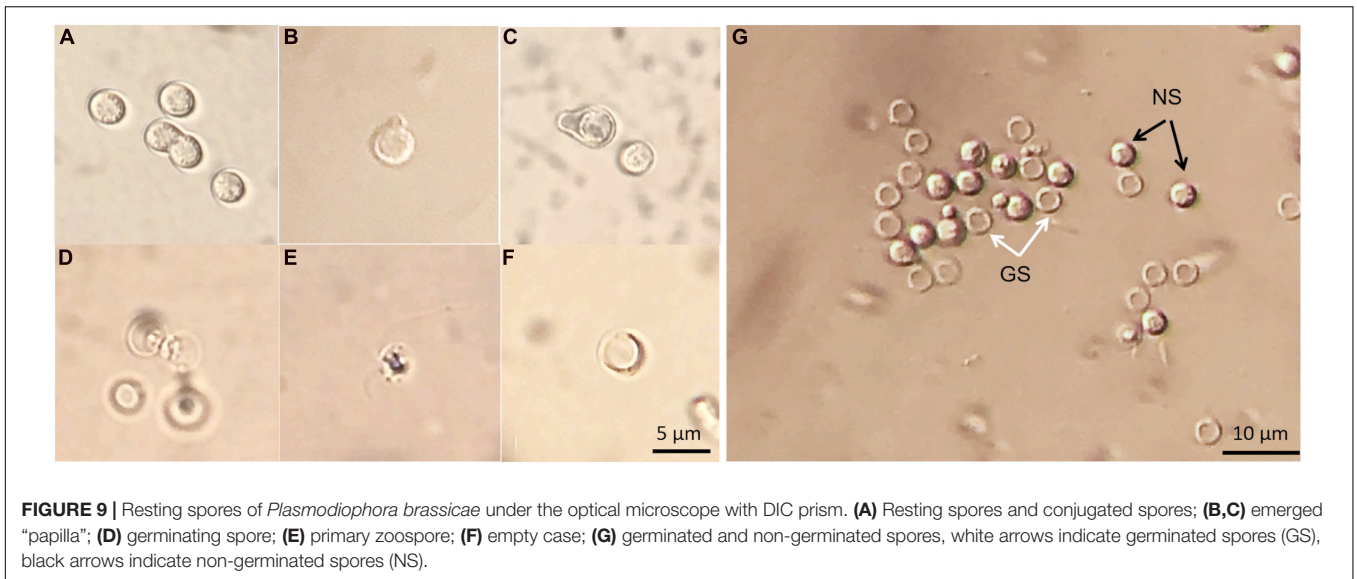 A
B
C
G
NS
GS
D
E
F
5 µm
10 µm
FIGURE 9 | Resting spores of Plasmodiophora brassicae under the optical microscope with DIC prism. (A) Resting spores and conjugated spores; (B,C) emerged
“papilla”; (D) germinating spore; (E) primary zoospore; (F) empty case; (G) germinated and non-germinated spores, white arrows indicate germinated spores (GS),
black arrows indicate non-germinated spores (NS).